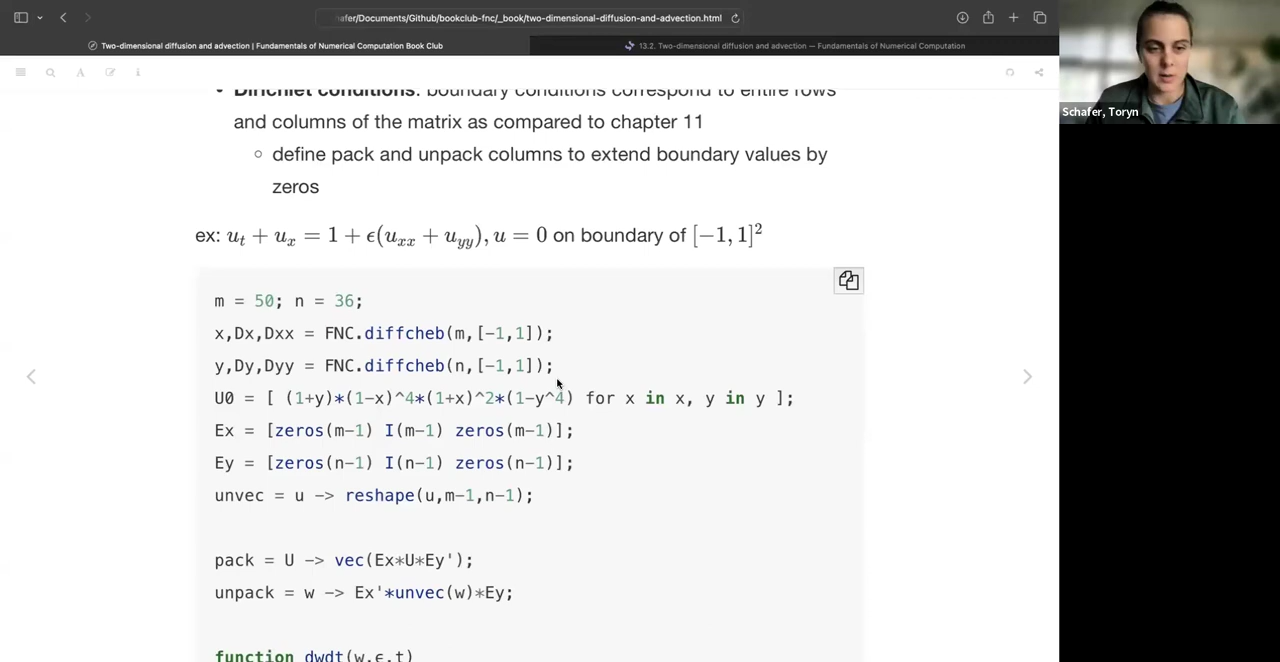 hafer/Documents/Github/bookclub-fnc/_book/two-dimensional-diffusion-and-advection.html
Two-dimensional diffusion and advection | Fundamentals of Numerical Computation Book Club
13.2. Two-dimensional diffusion and advection — Fundamentals of Numerical Computation
Schafer, Toryn
• Dirichlet conditions: boundary conditions correspond to entire rows
and columns of the matrix as compared to chapter 11
◦ define pack and unpack columns to extend boundary values by
zeros
ex: u_t + u_x = 1 + ϵ(u_{xx} + u_{yy}), u = 0 on boundary of [−1, 1]^2
m = 50; n = 36;
x,Dx,Dxx = FNC.diffcheb(m,[-1,1]);
y,Dy,Dyy = FNC.diffcheb(n,[-1,1]);
U0 = [ (1+y)*(1-x)^4*(1+x)^2*(1-y^4) for x in x, y in y ];
Ex = [zeros(m-1) I(m-1) zeros(m-1)];
Ey = [zeros(n-1) I(n-1) zeros(n-1)];
unvec = u -> reshape(u,m-1,n-1);
pack = U -> vec(Ex*U*Ey');
unpack = w -> Ex'*unvec(w)*Ey;
function dwdt(w,ϵ,t)